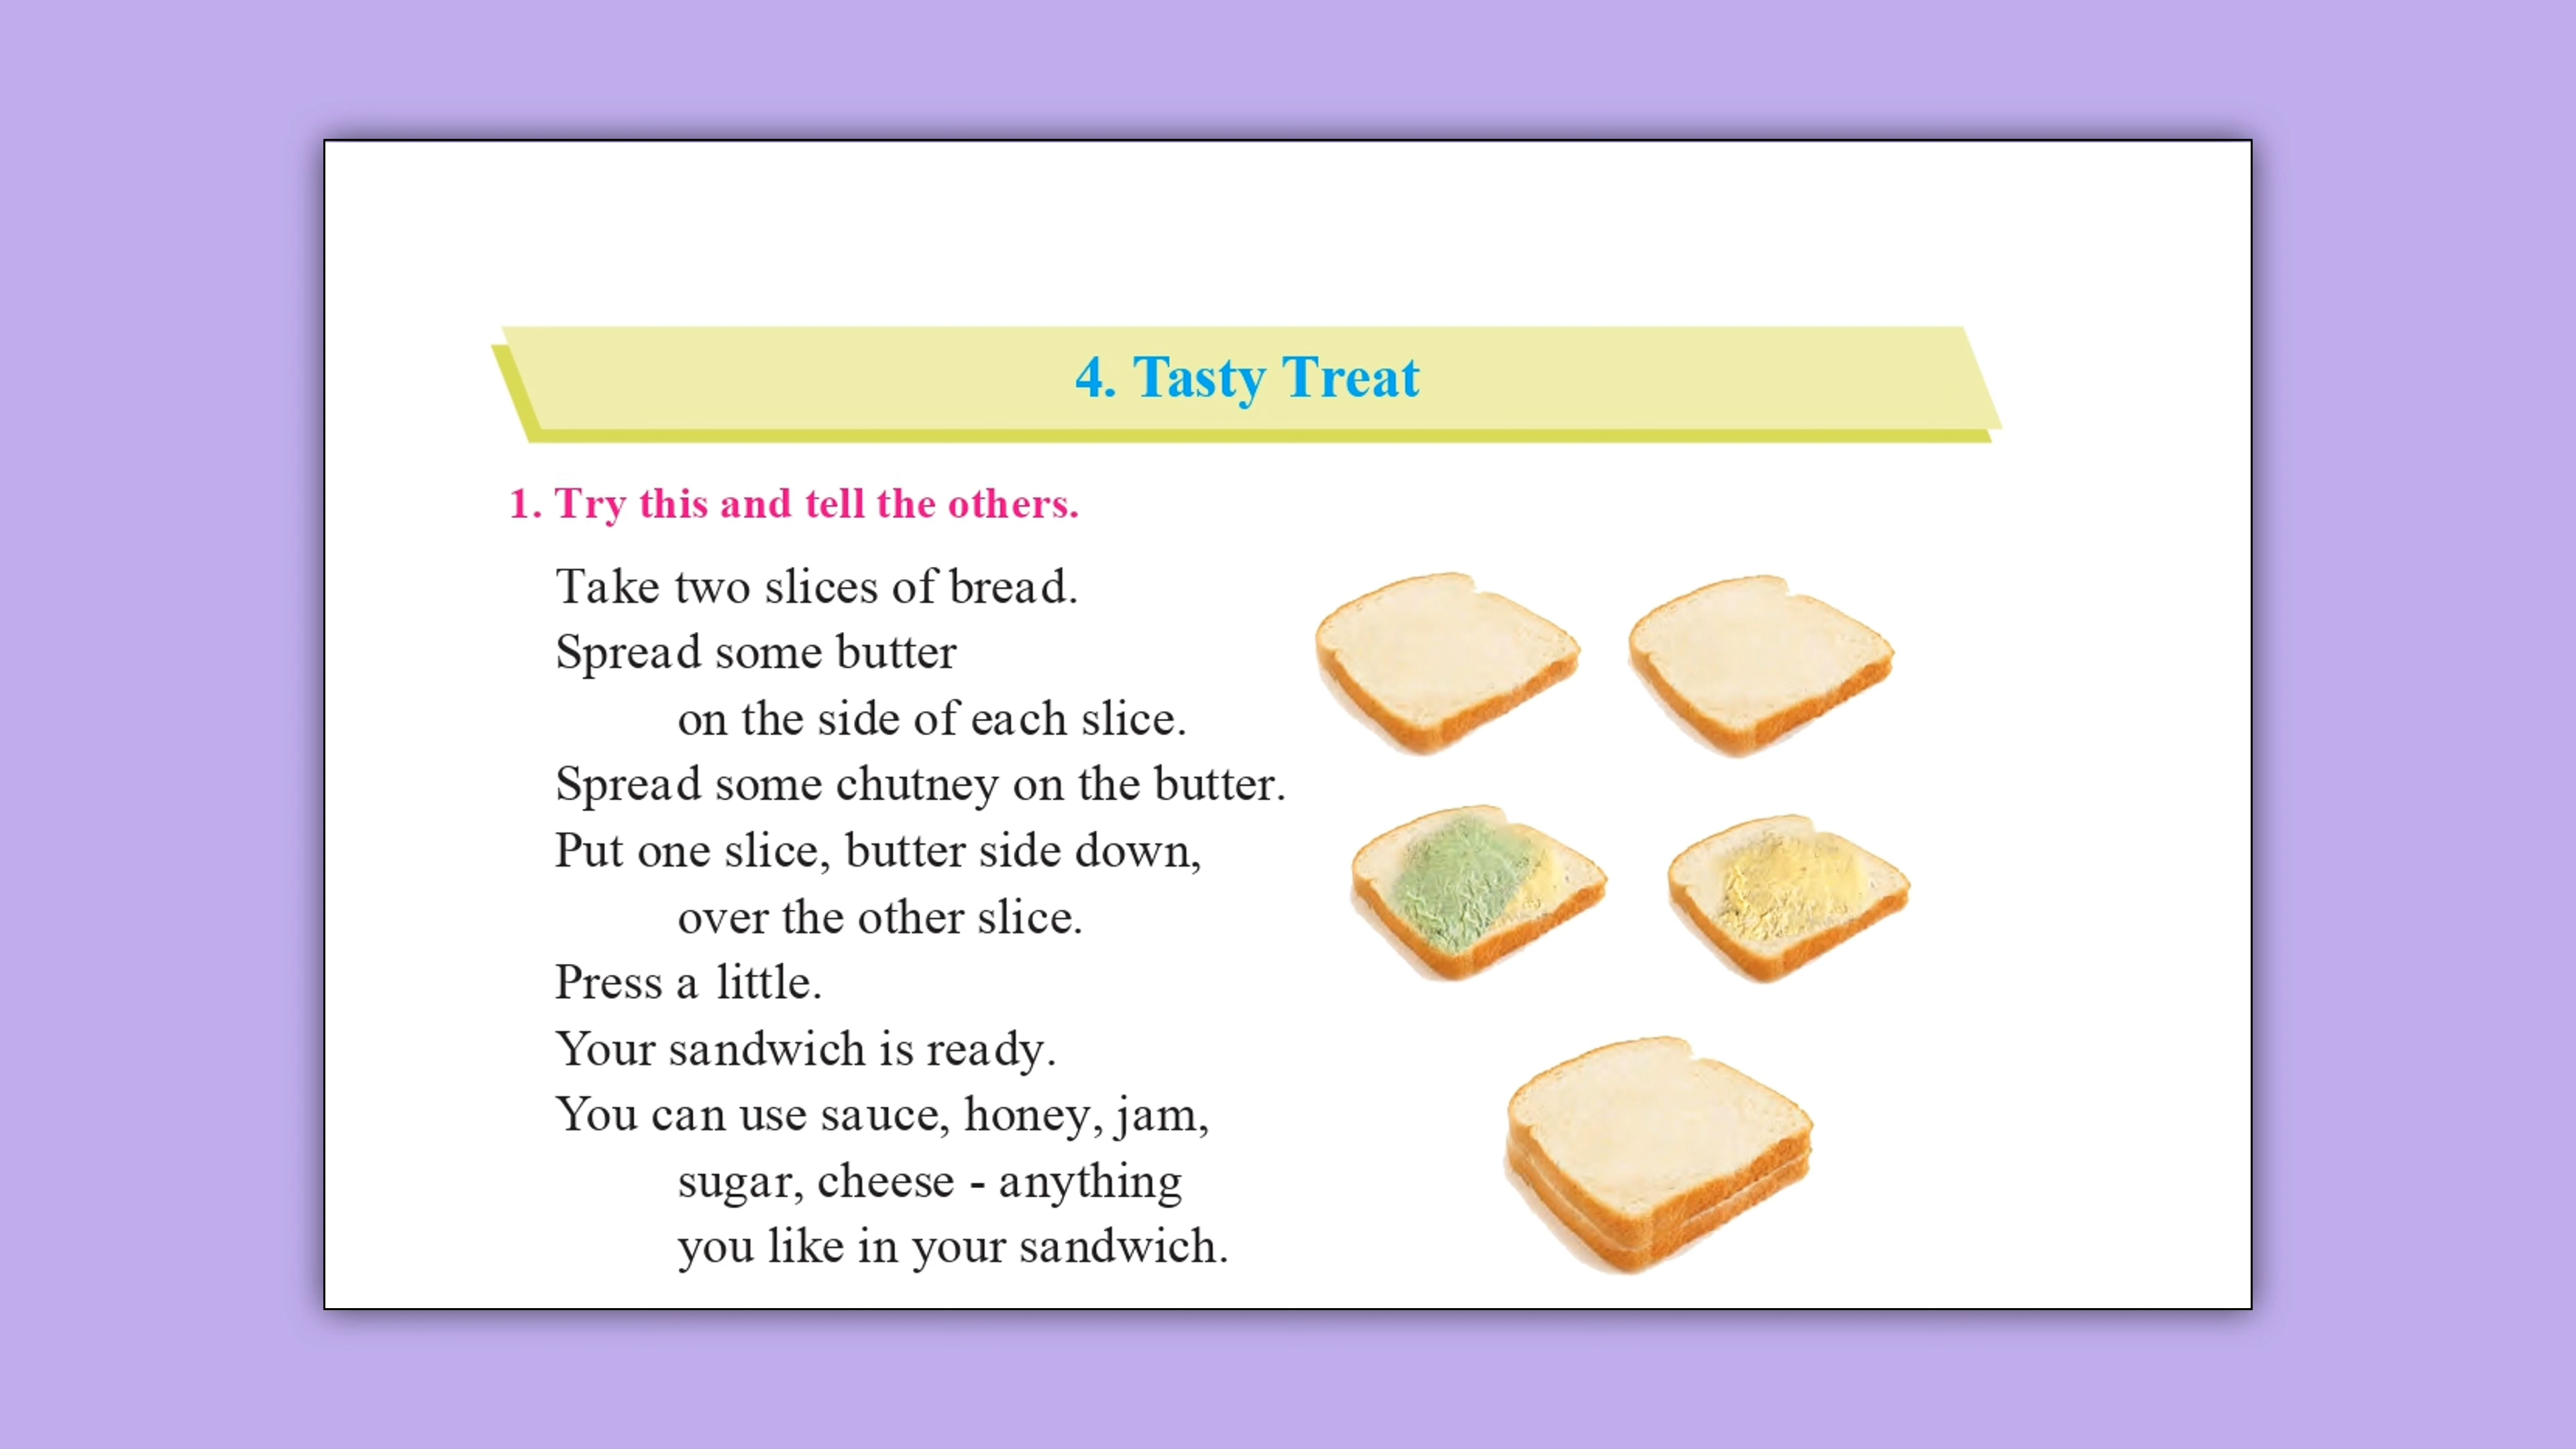 4. Tasty Treat
1. Try this and tell the others.
Take two slices of bread.
Spread some butter
on the side of each slice.
Spread some chutney on the butter.
Put one slice, butter side down,
over the other slice.
Press a little.
Your sandwich is ready.
You can use sauce, honey, jam,
sugar, cheese - anything
you like in your sandwich.